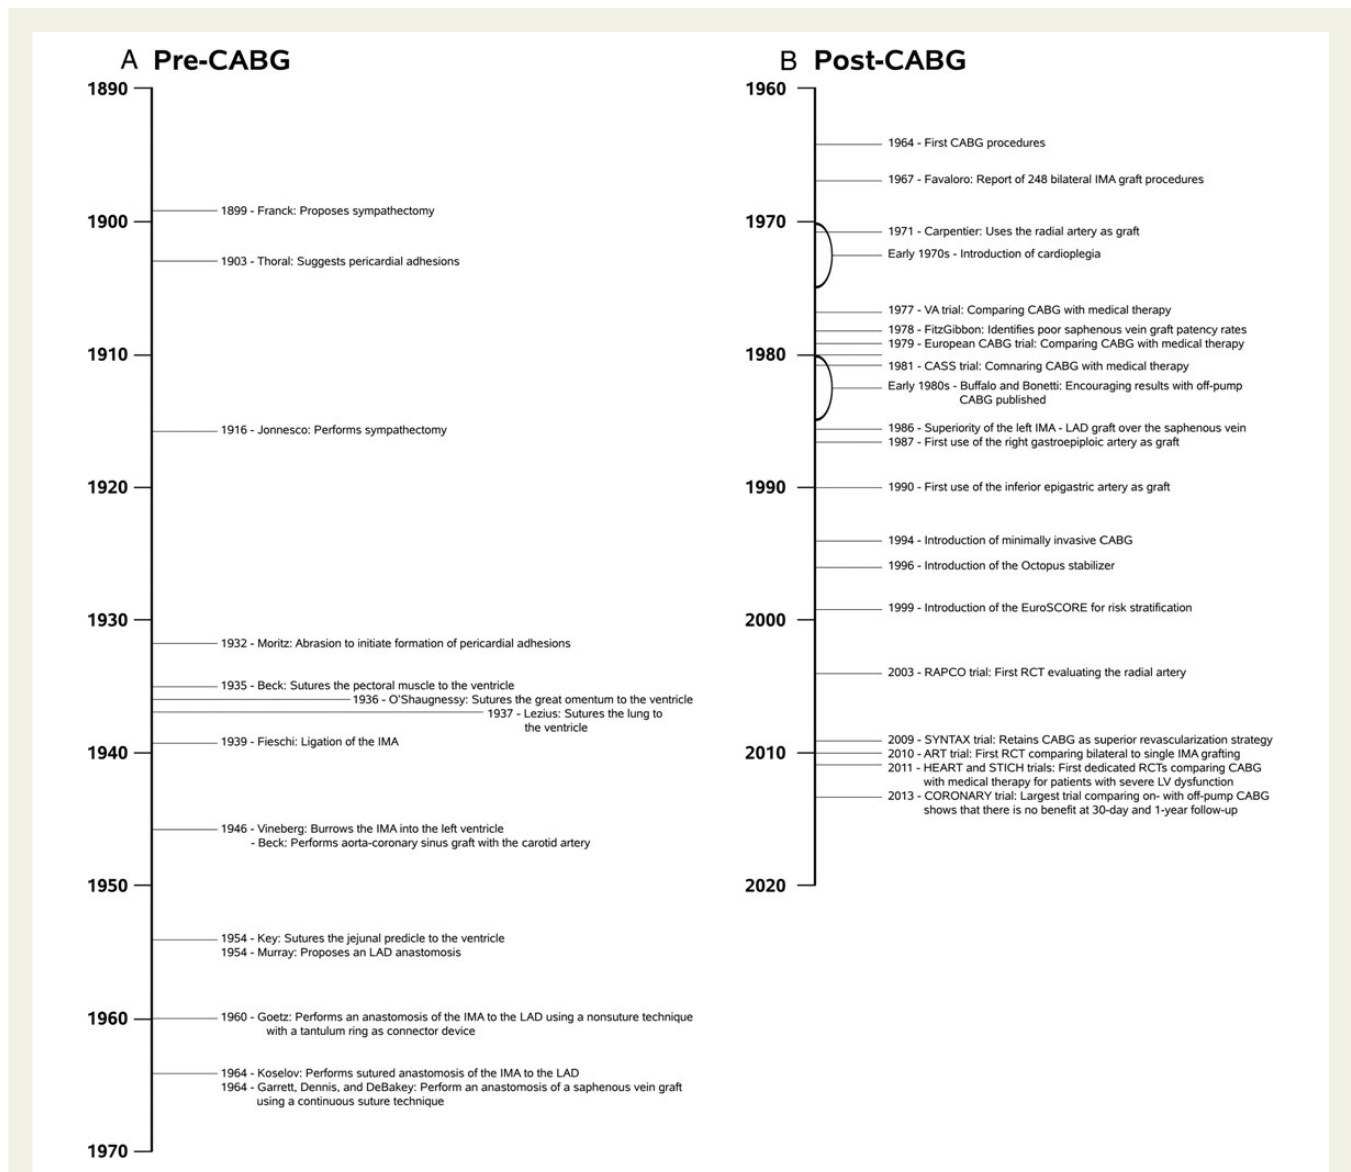 A Pre-CABG
1890
1899 - Franck: Proposes sympathectomy
1900
1903 - Thoral: Suggests pericardial adhesions
1910
1916 - Jonnesco: Performs sympathectomy
1920
1930
1932 - Moritz: Abrasion to initiate formation of pericardial adhesions
1935 - Beck: Sutures the pectoral muscle to the ventricle
1936 - O'Shaugnessy: Sutures the great omentum to the ventricle
1937 - Lezius: Sutures the lung to
the ventricle
1939 - Fieschi: Ligation of the IMA
1940
1946 - Vineberg: Burrows the IMA into the left ventricle
- Beck: Performs aorta-coronary sinus graft with the carotid artery
1950
1954 - Key: Sutures the jejunal predicle to the ventricle
1954 - Murray: Proposes an LAD anastomosis
1960
1960 - Goetz: Performs an anastomosis of the IMA to the LAD using a nonsuture technique
with a tantulum ring as connector device
1964 - Koselov: Performs sutured anastomosis of the IMA to the LAD
1964 - Garrett, Dennis, and DeBakey: Perform an anastomosis of a saphenous vein graft
using a continuous suture technique
1970
B Post-CABG
1960
1964 - First CABG procedures
1967 - Favaloro: Report of 248 bilateral IMA graft procedures
1970
1971 - Carpentier: Uses the radial artery as graft
Early 1970s - Introduction of cardioplegia
1977 - VA trial: Comparing CABG with medical therapy
1978 - FitzGibbon: Identifies poor saphenous vein graft patency rates
1979 - European CABG trial: Comparing CABG with medical therapy
1980
1981 - CASS trial: Comnaring CABG with medical therapy
Early 1980s - Buffalo and Bonetti: Encouraging results with off-pump
CABG published
1986 - Superiority of the left IMA - LAD graft over the saphenous vein
1987 - First use of the right gastroepiploic artery as graft
1990
1990 - First use of the inferior epigastric artery as graft
1994 - Introduction of minimally invasive CABG
1996 - Introduction of the Octopus stabilizer
1999 - Introduction of the EuroSCORE for risk stratification
2000
2003 - RAPCO trial: First RCT evaluating the radial artery
2009 - SYNTAX trial: Retains CABG as superior revascularization strategy
2010
2010 - ART trial: First RCT comparing bilateral to single IMA grafting
2011 - HEART and STICH trials: First dedicated RCTs comparing CABG
with medical therapy for patients with severe LV dysfunction
2013 - CORONARY trial: Largest trial comparing on- with off-pump CABG
shows that there is no benefit at 30-day and 1-year follow-up
2020